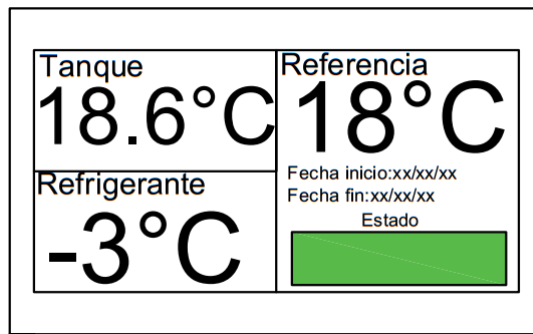 Tanque
18.6°C
Refrigerante
-3°C
Referencia
18°C
Fecha inicio:xx/xx/xx
Fecha fin:xx/xx/xx
Estado